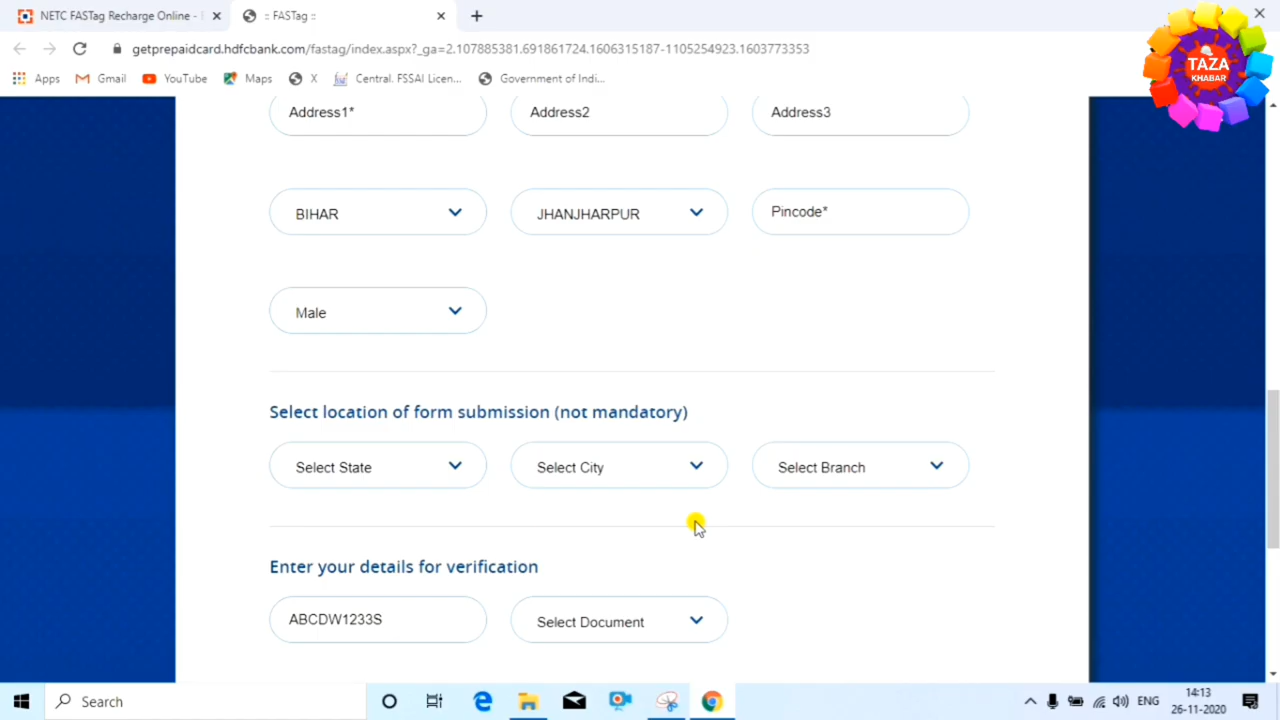 NETC FASTag Recharge Online -
:: FASTag ::
getprepaidcard.hdfcbank.com/fastag/index.aspx?_ga=2.107885381.691861724.1606315187-1105254923.1603773353
Apps Gmail YouTube Maps X Central. FSSAI Licen... Government of Indi...
TAZA
KHABAR
Address1* Address2 Address3
BIHAR JHANJHARPUR Pincode*
Male
Select location of form submission (not mandatory)
Select State Select City Select Branch
Enter your details for verification
ABCDW1233S Select Document
Search
ENG
14:13
26-11-2020